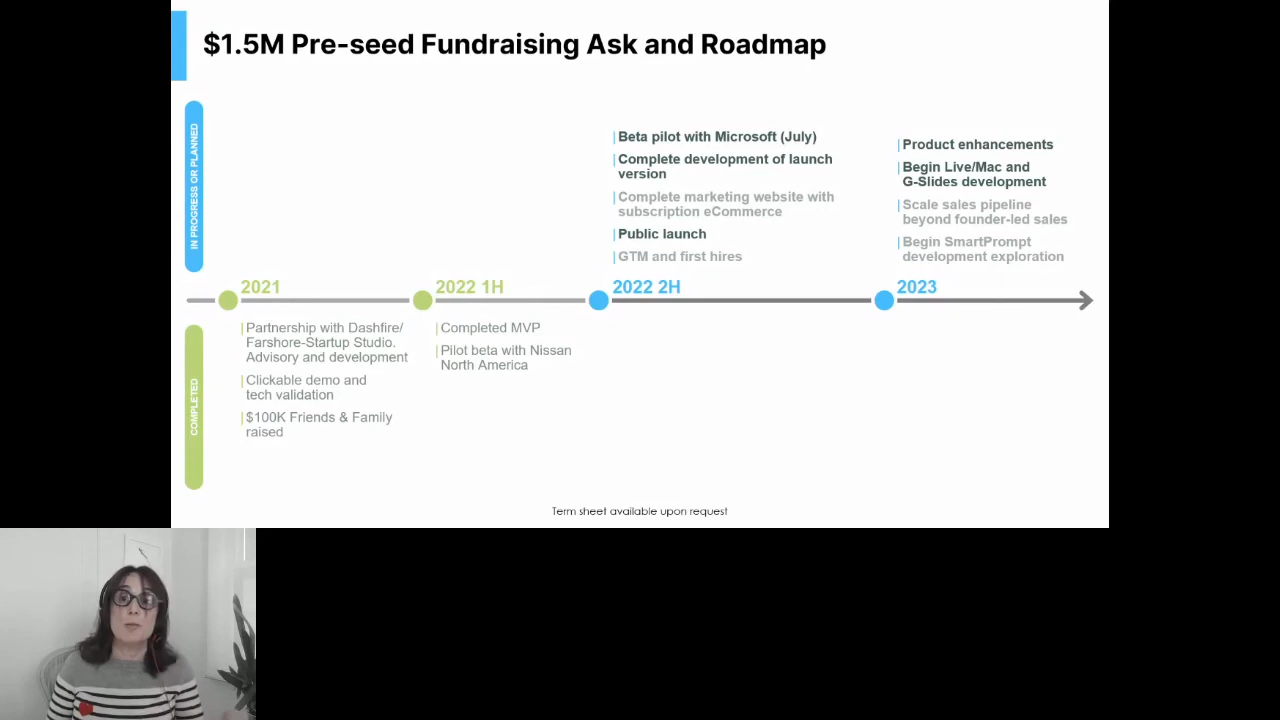 $1.5M Pre-seed Fundraising Ask and Roadmap
IN PROGRESS OR PLANNED
Beta pilot with Microsoft (July)
Complete development of launch
version
Complete marketing website with
subscription eCommerce
Public launch
GTM and first hires
Product enhancements
Begin Live/Mac and
G-Slides development
Scale sales pipeline
beyond founder-led sales
Begin SmartPrompt
development exploration
2021
2022 1H
2022 2H
2023
COMPLETED
Partnership with Dashfire/
Farshore-Startup Studio.
Advisory and development
Clickable demo and
tech validation
$100K Friends & Family
raised
Completed MVP
Pilot beta with Nissan
North America
Term sheet available upon request